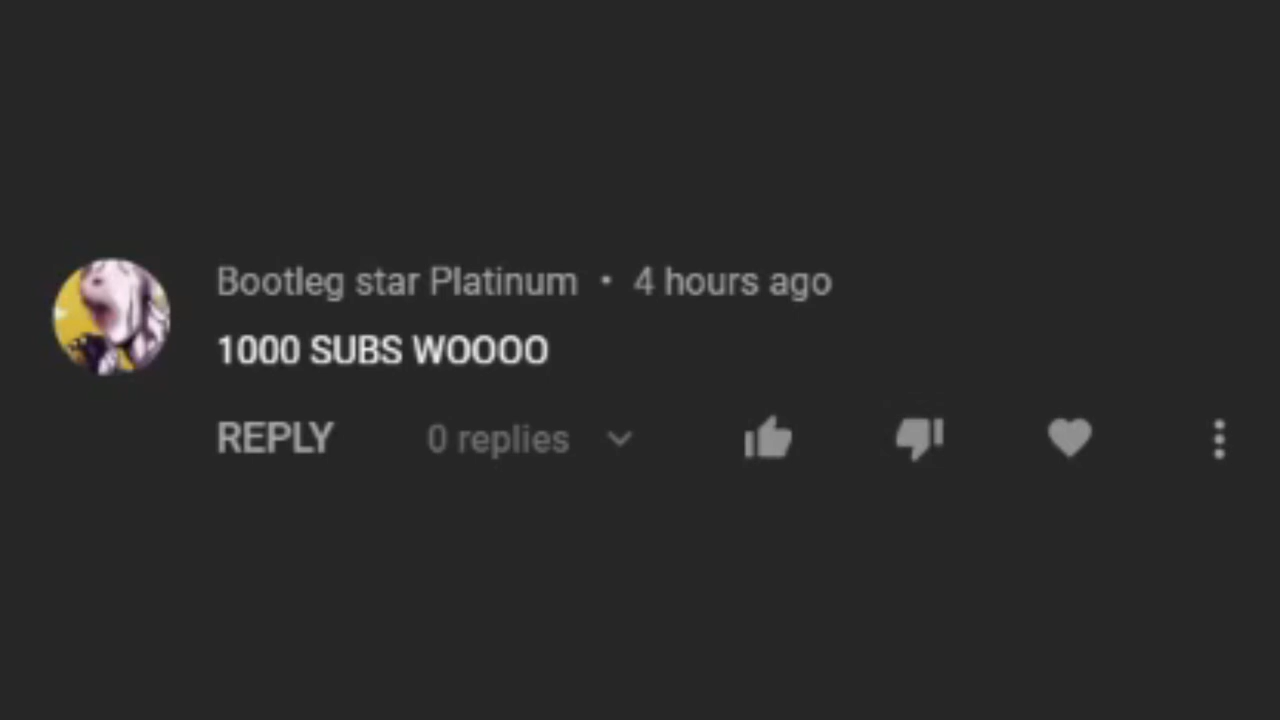 Bootleg star Platinum • 4 hours ago
1000 SUBS WOOOO
REPLY 0 replies